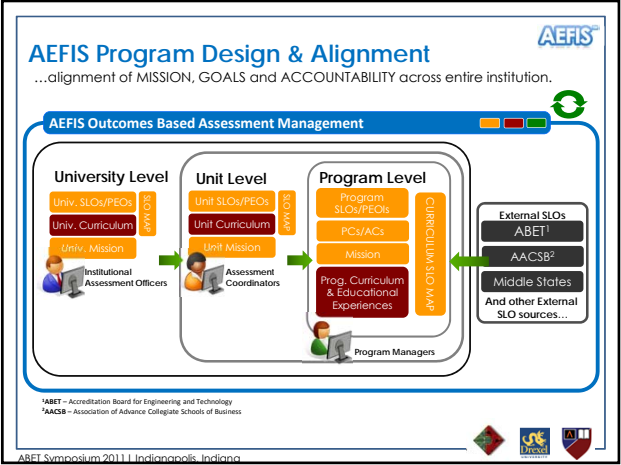 AEFIS™
AEFIS Program Design & Alignment
…alignment of MISSION, GOALS and ACCOUNTABILITY across entire institution.
AEFIS Outcomes Based Assessment Management
University Level
Univ. SLOs/PEOs
Univ. Curriculum
Univ. Mission
SLO MAP
Institutional
Assessment Officers
Unit Level
Unit SLOs/PEOs
Unit Curriculum
Unit Mission
SLO MAP
Assessment
Coordinators
Program Level
Program
SLOs/PEOIs
PCs/ACs
Mission
Prog. Curriculum
& Educational
Experiences
CURRICULUM SLO MAP
Program Managers
External SLOs
ABET¹
AACSB²
Middle States
And other External
SLO sources…
¹ABET – Accreditation Board for Engineering and Technology
²AACSB – Association of Advance Collegiate Schools of Business
ABET Symposium 2011| Indianapolis, Indiana
Drexel
UNIVERSITY